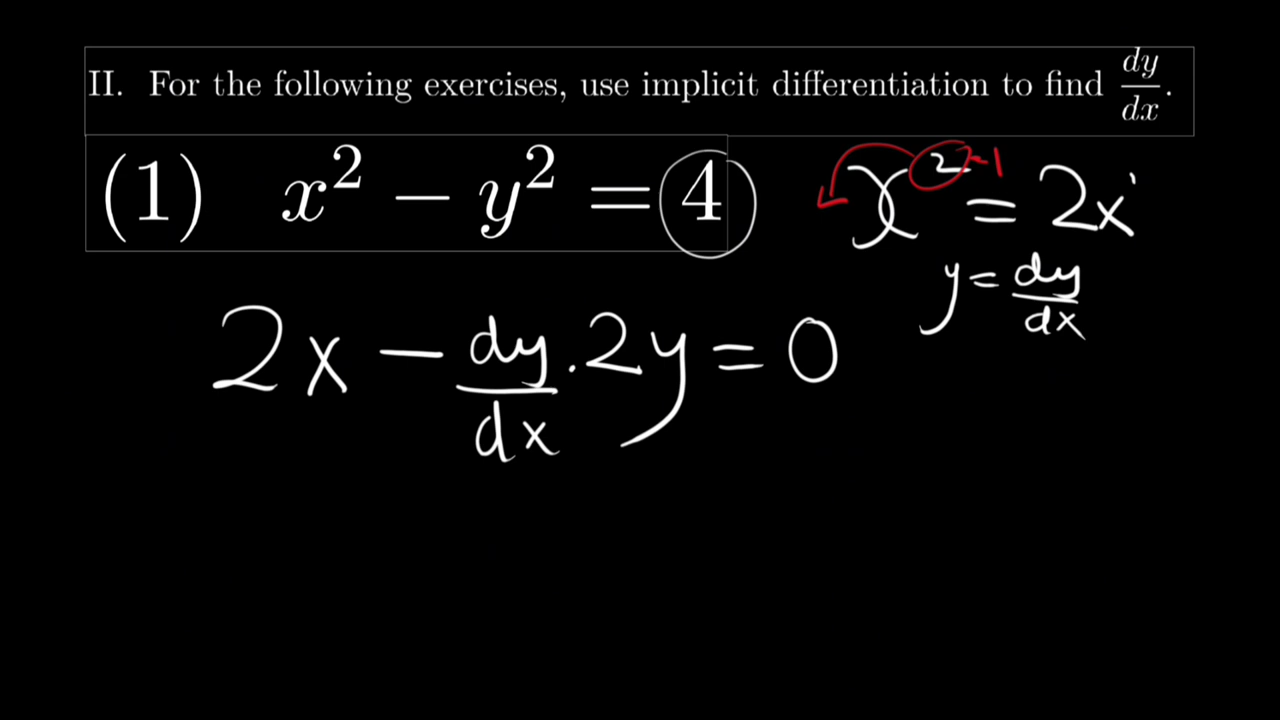 II. For the following exercises, use implicit differentiation to find dy/dx.
(1) x² − y² = 4
x²⁻¹ = 2x¹
y = dy/dx
2x − dy/dx . 2y = 0